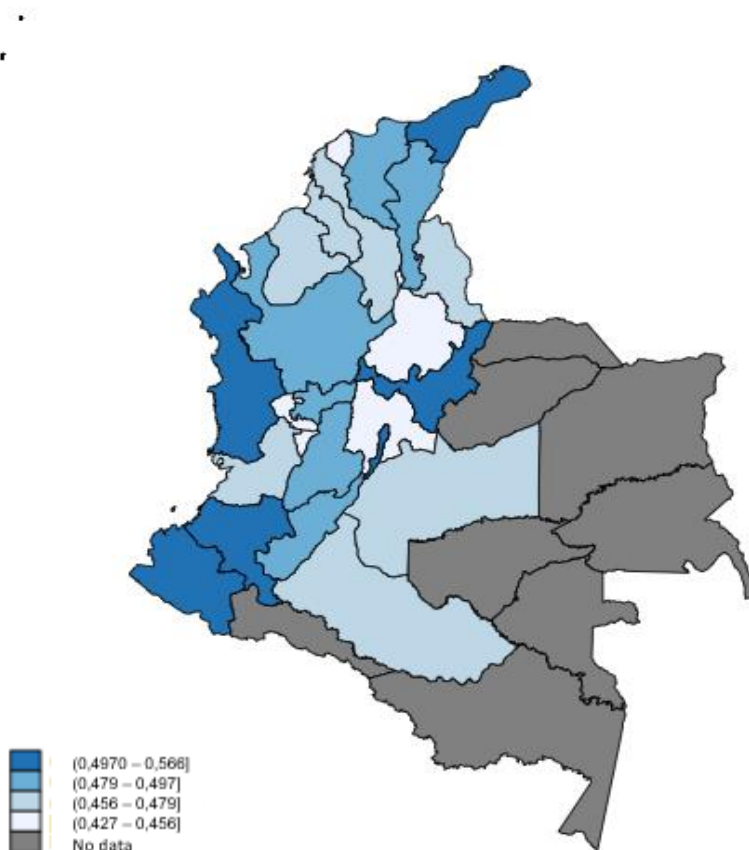 (0,4970 – 0,566]
(0,479 – 0,497]
(0,456 – 0,479]
(0,427 – 0,456]
No data